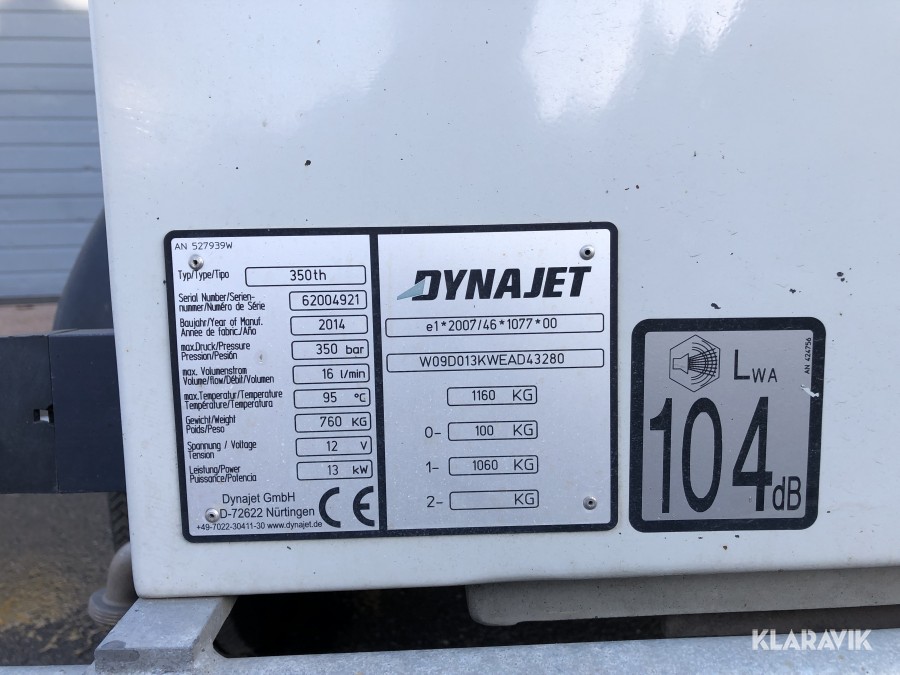 AN 527939W
Typ/Type/Tipo 350th
Serial Number/Serien-
nummer/Numéro de Série 62004921
Baujahr/Year of Manuf.
Année de fabric./Año 2014
max.Druck/Pressure
Pression/Pesión 350 bar
max. Volumenstrom
Volume/flow/Débit/Volumen 16 l/min
max.Temperatur/Temperature
Température/Temperatura 95 °C
Gewicht/Weight
Poids/Peso 760 KG
Spannung / Voltage
Tension 12 V
Leistung/Power
Puissance/Potencia 13 kW
Dynajet GmbH
D-72622 Nürtingen
+49-7022-30411-30 www.dynajet.de
CE
DYNAJET
e1*2007/46*1077*00
W09D013KWEAD43280
1160 KG
0- 100 KG
1- 1060 KG
2- KG
LWA
104dB
AN 424756
KLARAVIK